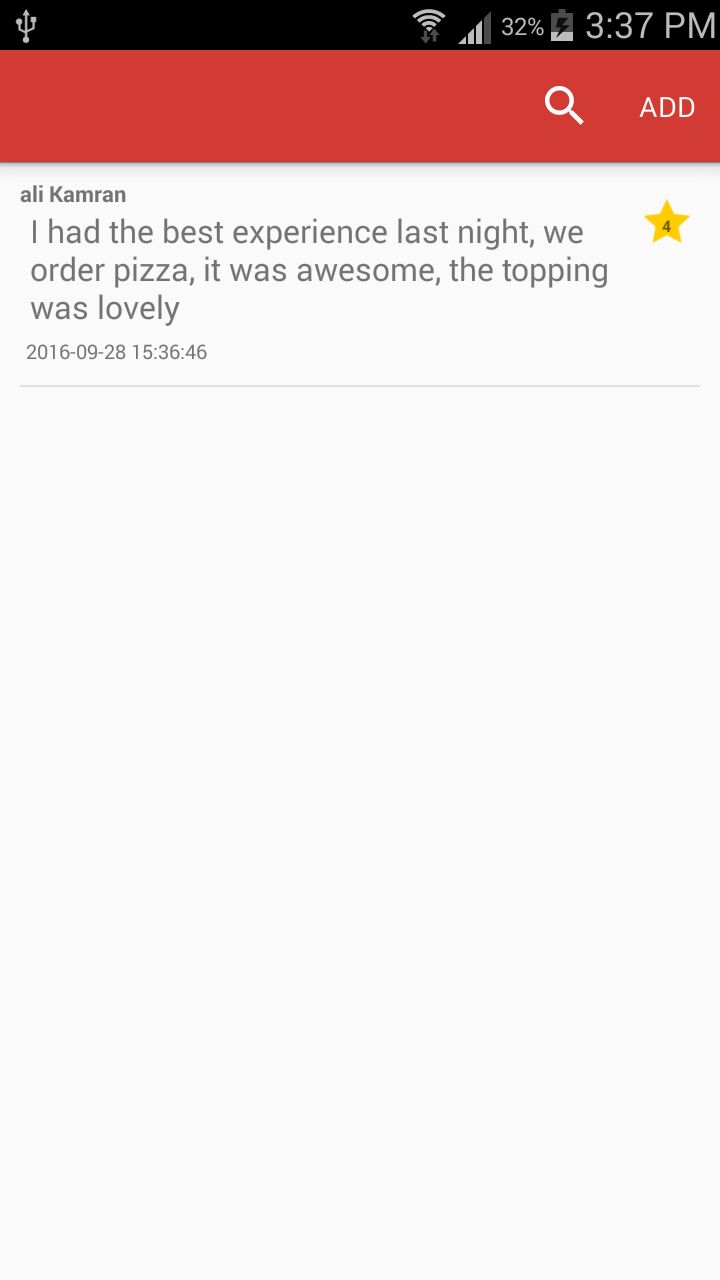 32% 3:37 PM
ADD
ali Kamran
4
I had the best experience last night, we
order pizza, it was awesome, the topping
was lovely
2016-09-28 15:36:46